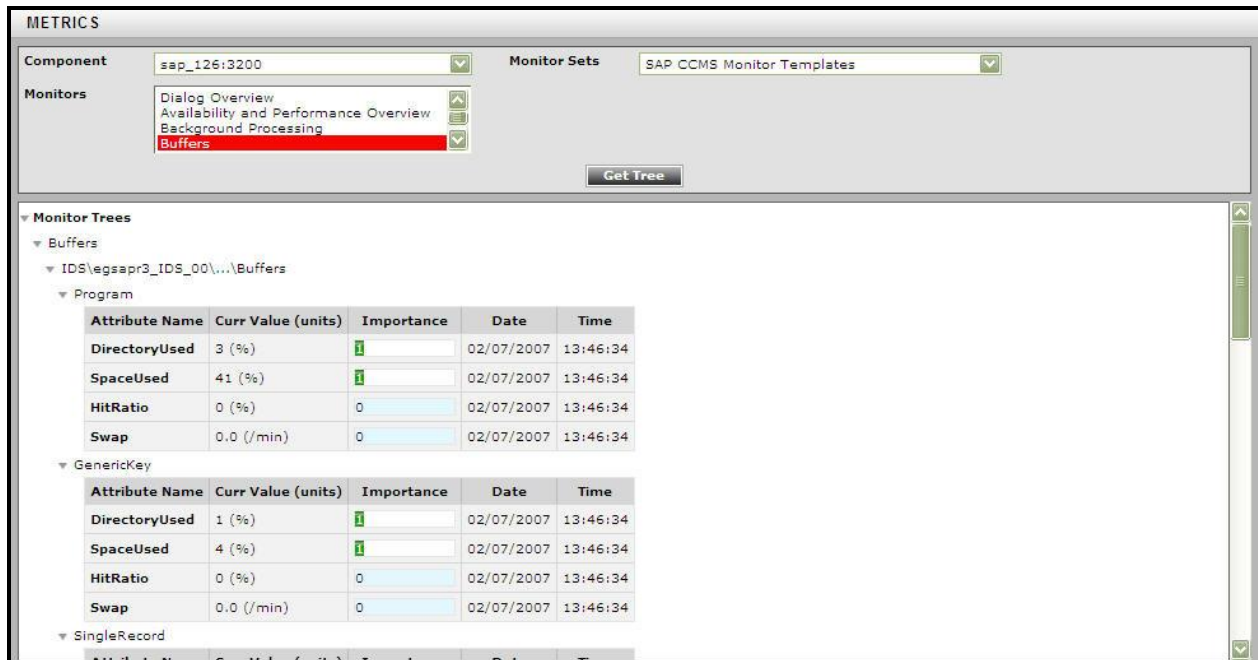 METRICS
Component sap_126:3200 Monitor Sets SAP CCMS Monitor Templates
Monitors Dialog Overview
Availability and Performance Overview
Background Processing
Buffers
Get Tree
Monitor Trees
Buffers
IDS\egsapr3_IDS_00\...\Buffers
Program
Attribute Name Curr Value (units) Importance Date Time
DirectoryUsed 3 (%) 1 02/07/2007 13:46:34
SpaceUsed 41 (%) 1 02/07/2007 13:46:34
HitRatio 0 (%) 0 02/07/2007 13:46:34
Swap 0.0 (/min) 0 02/07/2007 13:46:34
GenericKey
Attribute Name Curr Value (units) Importance Date Time
DirectoryUsed 1 (%) 1 02/07/2007 13:46:34
SpaceUsed 4 (%) 1 02/07/2007 13:46:34
HitRatio 0 (%) 0 02/07/2007 13:46:34
Swap 0.0 (/min) 0 02/07/2007 13:46:34
SingleRecord